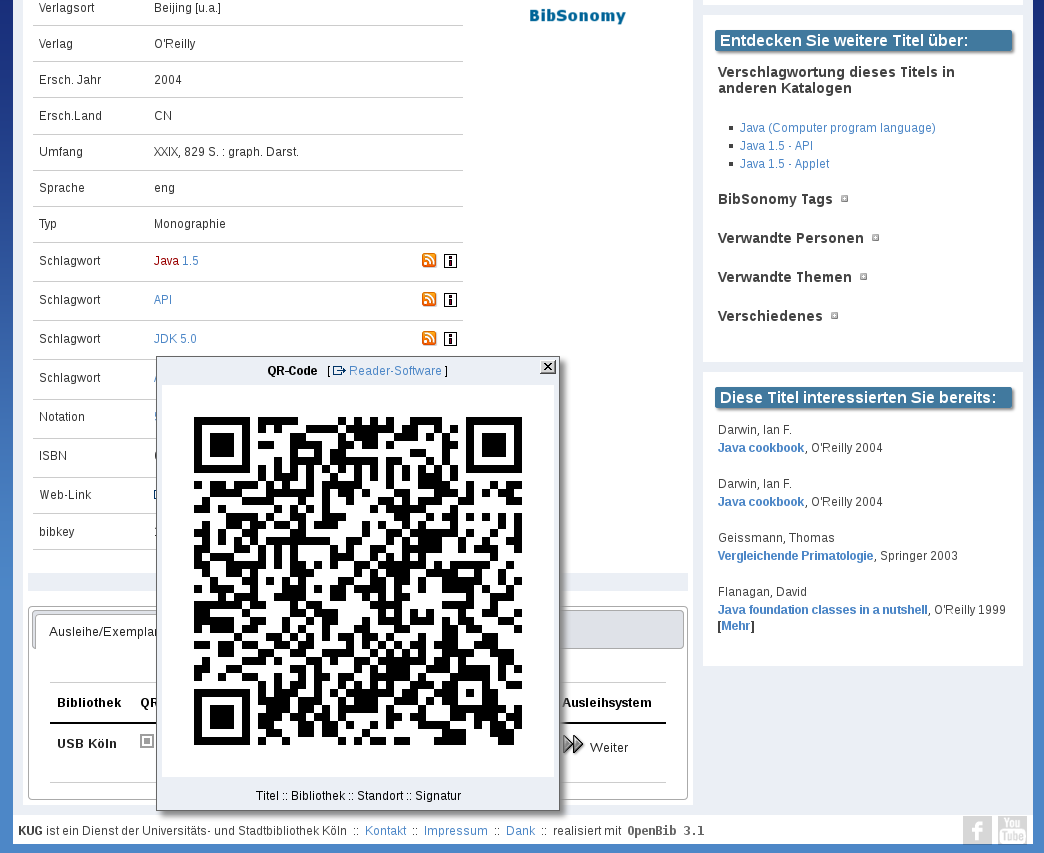 Verlagsort Beijing [u.a.]
BibSonomy
Verlag O'Reilly
Ersch. Jahr 2004
Ersch.Land CN
Umfang XXIX, 829 S. : graph. Darst.
Sprache eng
Typ Monographie
Schlagwort Java 1.5
Schlagwort API
Schlagwort JDK 5.0
Schlagwort
Notation
ISBN
Web-Link
bibkey
QR-Code [ Reader-Software ]
Titel :: Bibliothek :: Standort :: Signatur
Ausleihe/Exemplar
Bibliothek QR Ausleihsystem
USB Köln Weiter
Entdecken Sie weitere Titel über:
Verschlagwortung dieses Titels in
anderen Katalogen
Java (Computer program language)
Java 1.5 - API
Java 1.5 - Applet
BibSonomy Tags
Verwandte Personen
Verwandte Themen
Verschiedenes
Diese Titel interessierten Sie bereits:
Darwin, Ian F.
Java cookbook, O'Reilly 2004
Darwin, Ian F.
Java cookbook, O'Reilly 2004
Geissmann, Thomas
Vergleichende Primatologie, Springer 2003
Flanagan, David
Java foundation classes in a nutshell, O'Reilly 1999
[Mehr]
KUG ist ein Dienst der Universitäts- und Stadtbibliothek Köln :: Kontakt :: Impressum :: Dank :: realisiert mit OpenBib 3.1
f You Tube